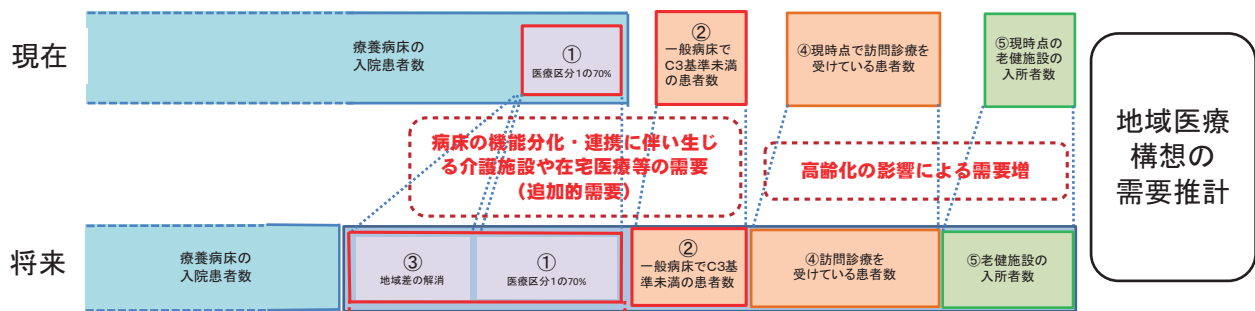 現在
療養病床の
入院患者数
①
医療区分1の70%
②
一般病床で
C3基準未満
の患者数
④現時点で訪問診療を
受けている患者数
⑤現時点の
老健施設の
入所者数
病床の機能分化・連携に伴い生じ
る介護施設や在宅医療等の需要
（追加的需要）
高齢化の影響による需要増
地域医療
構想の
需要推計
将来
療養病床の
入院患者数
③
地域差の解消
①
医療区分1の70%
②
一般病床でC3基
準未満の患者数
④訪問診療を
受けている患者数
⑤老健施設の
入所者数